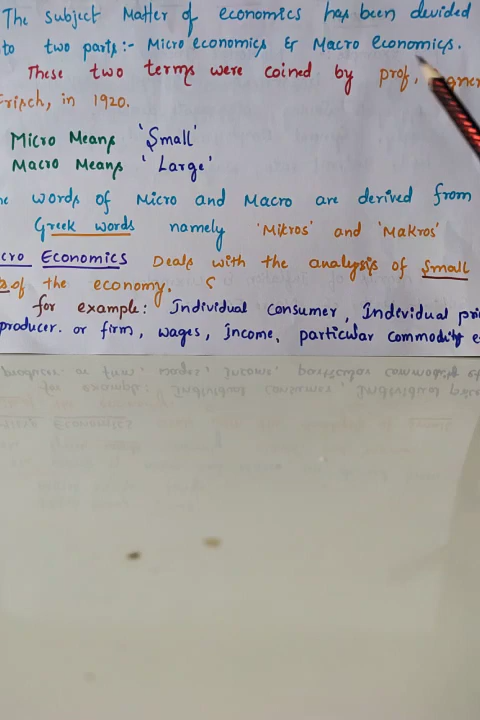 The subject Matter of economics has been devided
to two parts:- Micro economics & Macro economics.
These two terms were coined by prof.
Frisch, in 1920.
Micro Means 'Small'
Macro Means 'Large'
words of Micro and Macro are derived from
Greek words namely 'Mikros' and 'Makros'
Economics Deals with the analysis of Small
of the economy.
for example: Individual consumer, Indevidual
producer. or firm, wages, income, particular commodity